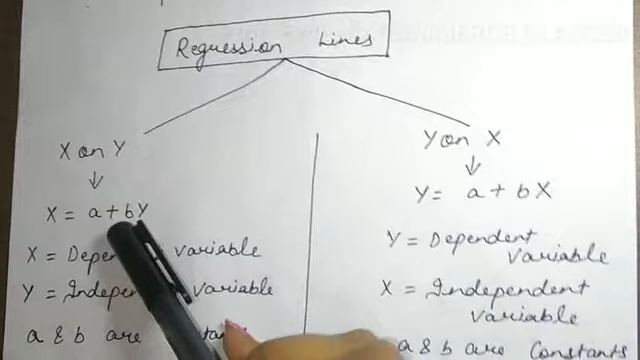 Regression Lines
X on Y
↓
X = a + bY
X = variable
Y = variable
a & b are
Y on X
↓
Y = a + bX
Y = Dependent
variable
X = Independent
variable
a & b are Constants